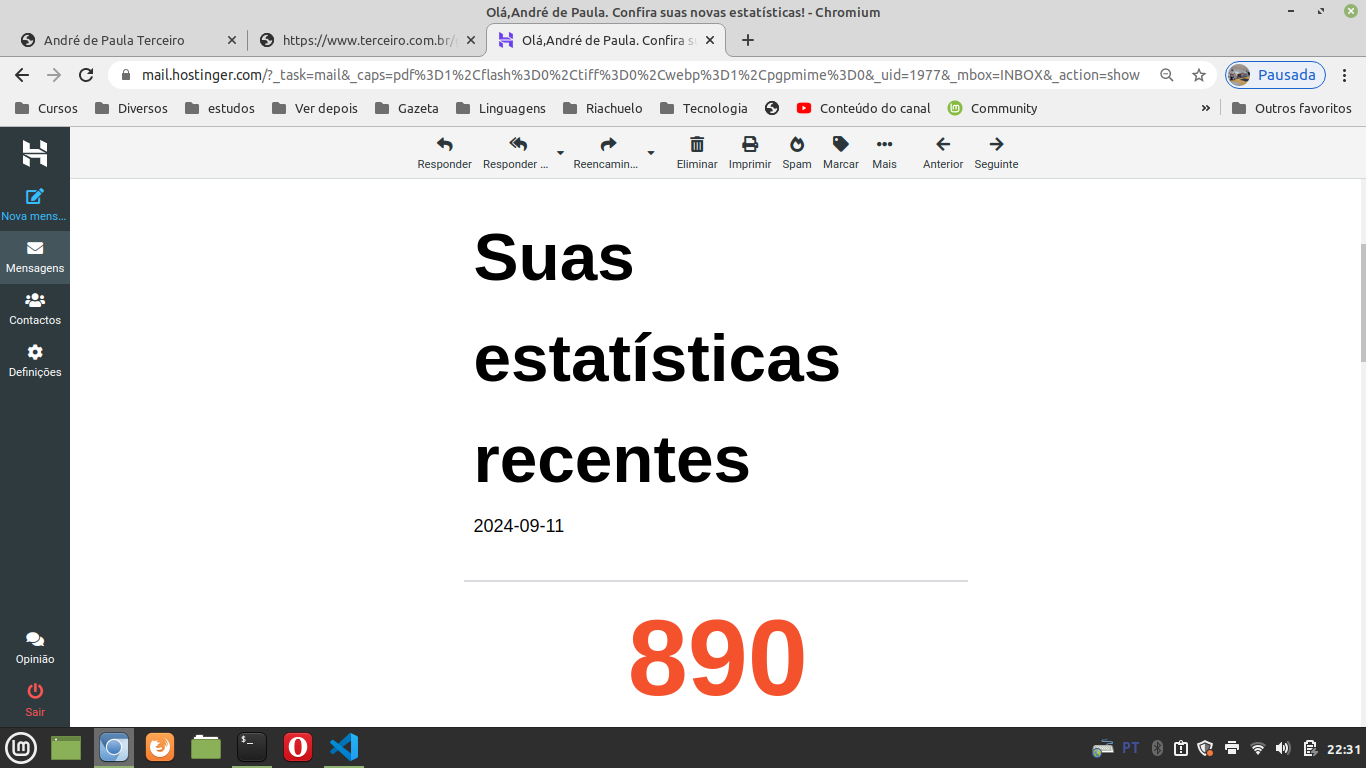 Olá,André de Paula. Confira suas novas estatísticas! - Chromium
André de Paula Terceiro
https://www.terceiro.com.br/
Olá,André de Paula. Confira su
mail.hostinger.com/?_task=mail&_caps=pdf%3D1%2Cflash%3D0%2Ctiff%3D0%2Cwebp%3D1%2Cpgpmime%3D0&_uid=1977&_mbox=INBOX&_action=show
Pausada
Cursos
Diversos
estudos
Ver depois
Gazeta
Linguagens
Riachuelo
Tecnologia
Conteúdo do canal
Community
»
Outros favoritos
Responder
Responder ...
Reencamin...
Eliminar
Imprimir
Spam
Marcar
Mais
Anterior
Seguinte
Nova mens...
Mensagens
Contactos
Definições
Opinião
Sair
Suas
estatísticas
recentes
2024-09-11
890
PT
22:31